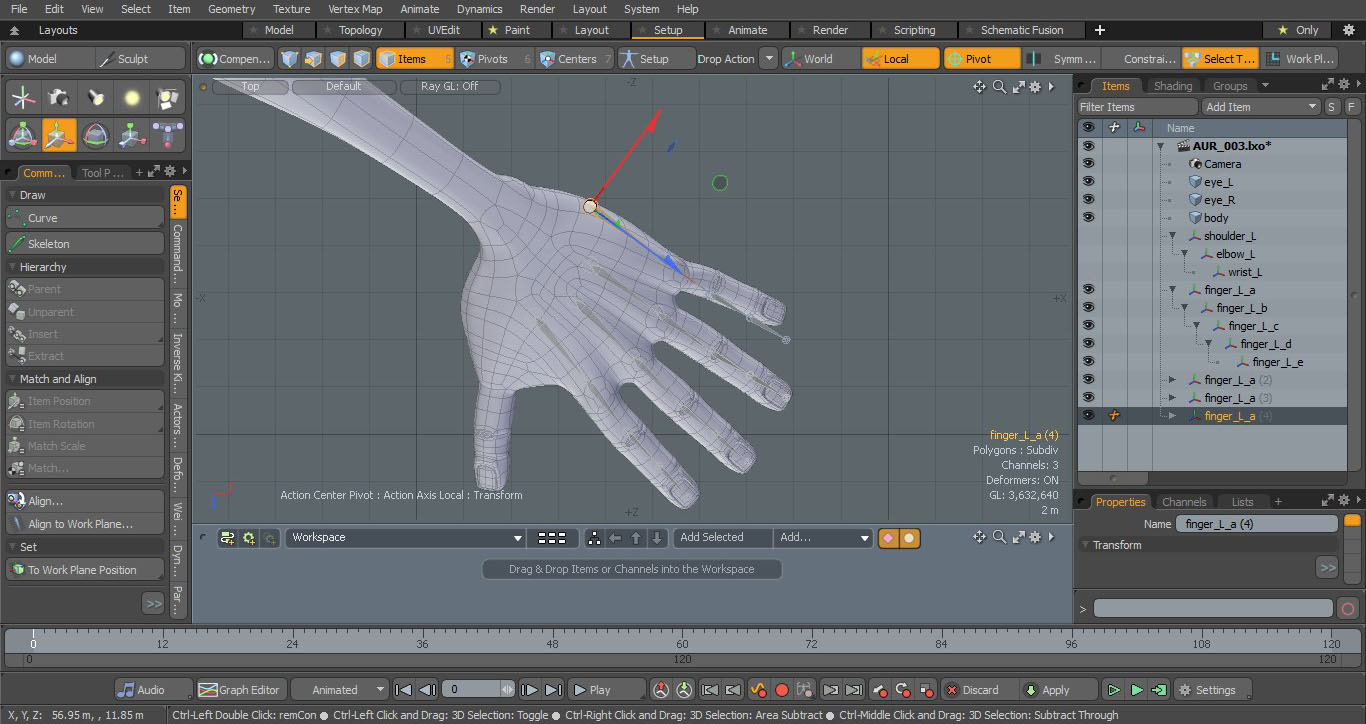 File Edit View Select Item Geometry Texture Vertex Map Animate Dynamics Render Layout System Help
Layouts Model Topology UVEdit Paint Layout Setup Animate Render Scripting Schematic Fusion + Only
Model Sculpt Compen... Items 5 Pivots 6 Centers 7 Setup Drop Action World Local Pivot Symm ... Constrai... Select T... Work Pl...
Top Default Ray GL: Off
-Z
-X
+X
+Z
finger_L_a (4)
Polygons : Subdiv
Channels: 3
Deformers: ON
GL: 3,632,640
2 m
Action Center Pivot : Action Axis Local : Transform
Comm... Tool P... +
Draw
Curve
Skeleton
Hierarchy
Parent
Unparent
Insert
Extract
Match and Align
Item Position
Item Rotation
Match Scale
Match...
Align...
Align to Work Plane...
Set
To Work Plane Position
>>
Se...
Command...
Mo ...
Inverse Ki...
Actors...
Defo...
Wei ...
Dyn...
Par...
Workspace Add Selected Add...
Drag & Drop Items or Channels into the Workspace
Items Shading Groups
Filter Items Add Item S F
Name
AUR_003.lxo*
Camera
eye_L
eye_R
body
shoulder_L
elbow_L
wrist_L
finger_L_a
finger_L_b
finger_L_c
finger_L_d
finger_L_e
finger_L_a (2)
finger_L_a (3)
finger_L_a (4)
Properties Channels Lists +
Name finger_L_a (4)
Transform
>>
>
0 12 24 36 48 60 72 84 96 108 120
0 120 120
Audio Graph Editor Animated 0 Play Discard Apply Settings
X, Y, Z: 56.95 m, , 11.85 m Ctrl-Left Double Click: remCon ● Ctrl-Left Click and Drag: 3D Selection: Toggle ● Ctrl-Right Click and Drag: 3D Selection: Area Subtract ● Ctrl-Middle Click and Drag: 3D Selection: Subtract Through